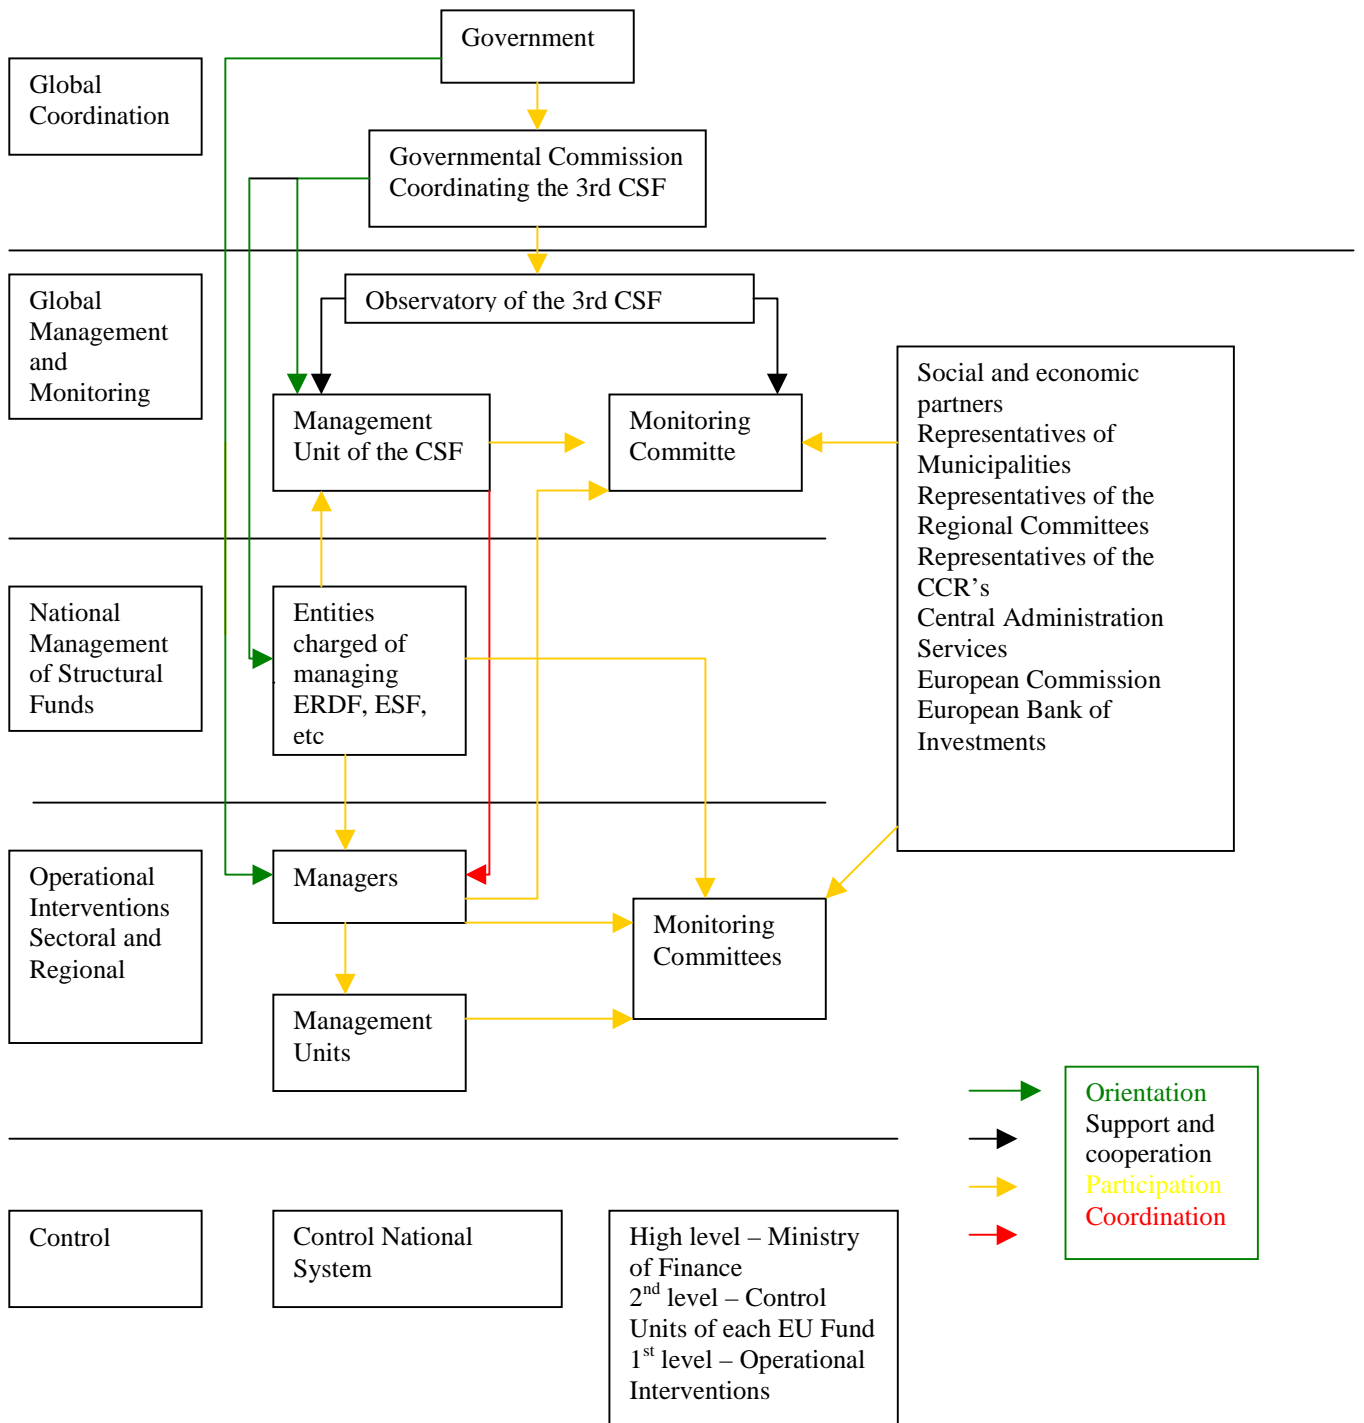 Government
Global
Coordination
Governmental Commission
Coordinating the 3rd CSF
Global
Management
and
Monitoring
Observatory of the 3rd CSF
Management
Unit of the CSF
Monitoring
Committe
Social and economic
partners
Representatives of
Municipalities
Representatives of the
Regional Committees
Representatives of the
CCR’s
Central Administration
Services
European Commission
European Bank of
Investments
National
Management
of Structural
Funds
Entities
charged of
managing
ERDF, ESF,
etc
Operational
Interventions
Sectoral and
Regional
Managers
Monitoring
Committees
Management
Units
Orientation
Support and
cooperation
Participation
Coordination
Control
Control National
System
High level – Ministry
of Finance
2nd level – Control
Units of each EU Fund
1st level – Operational
Interventions